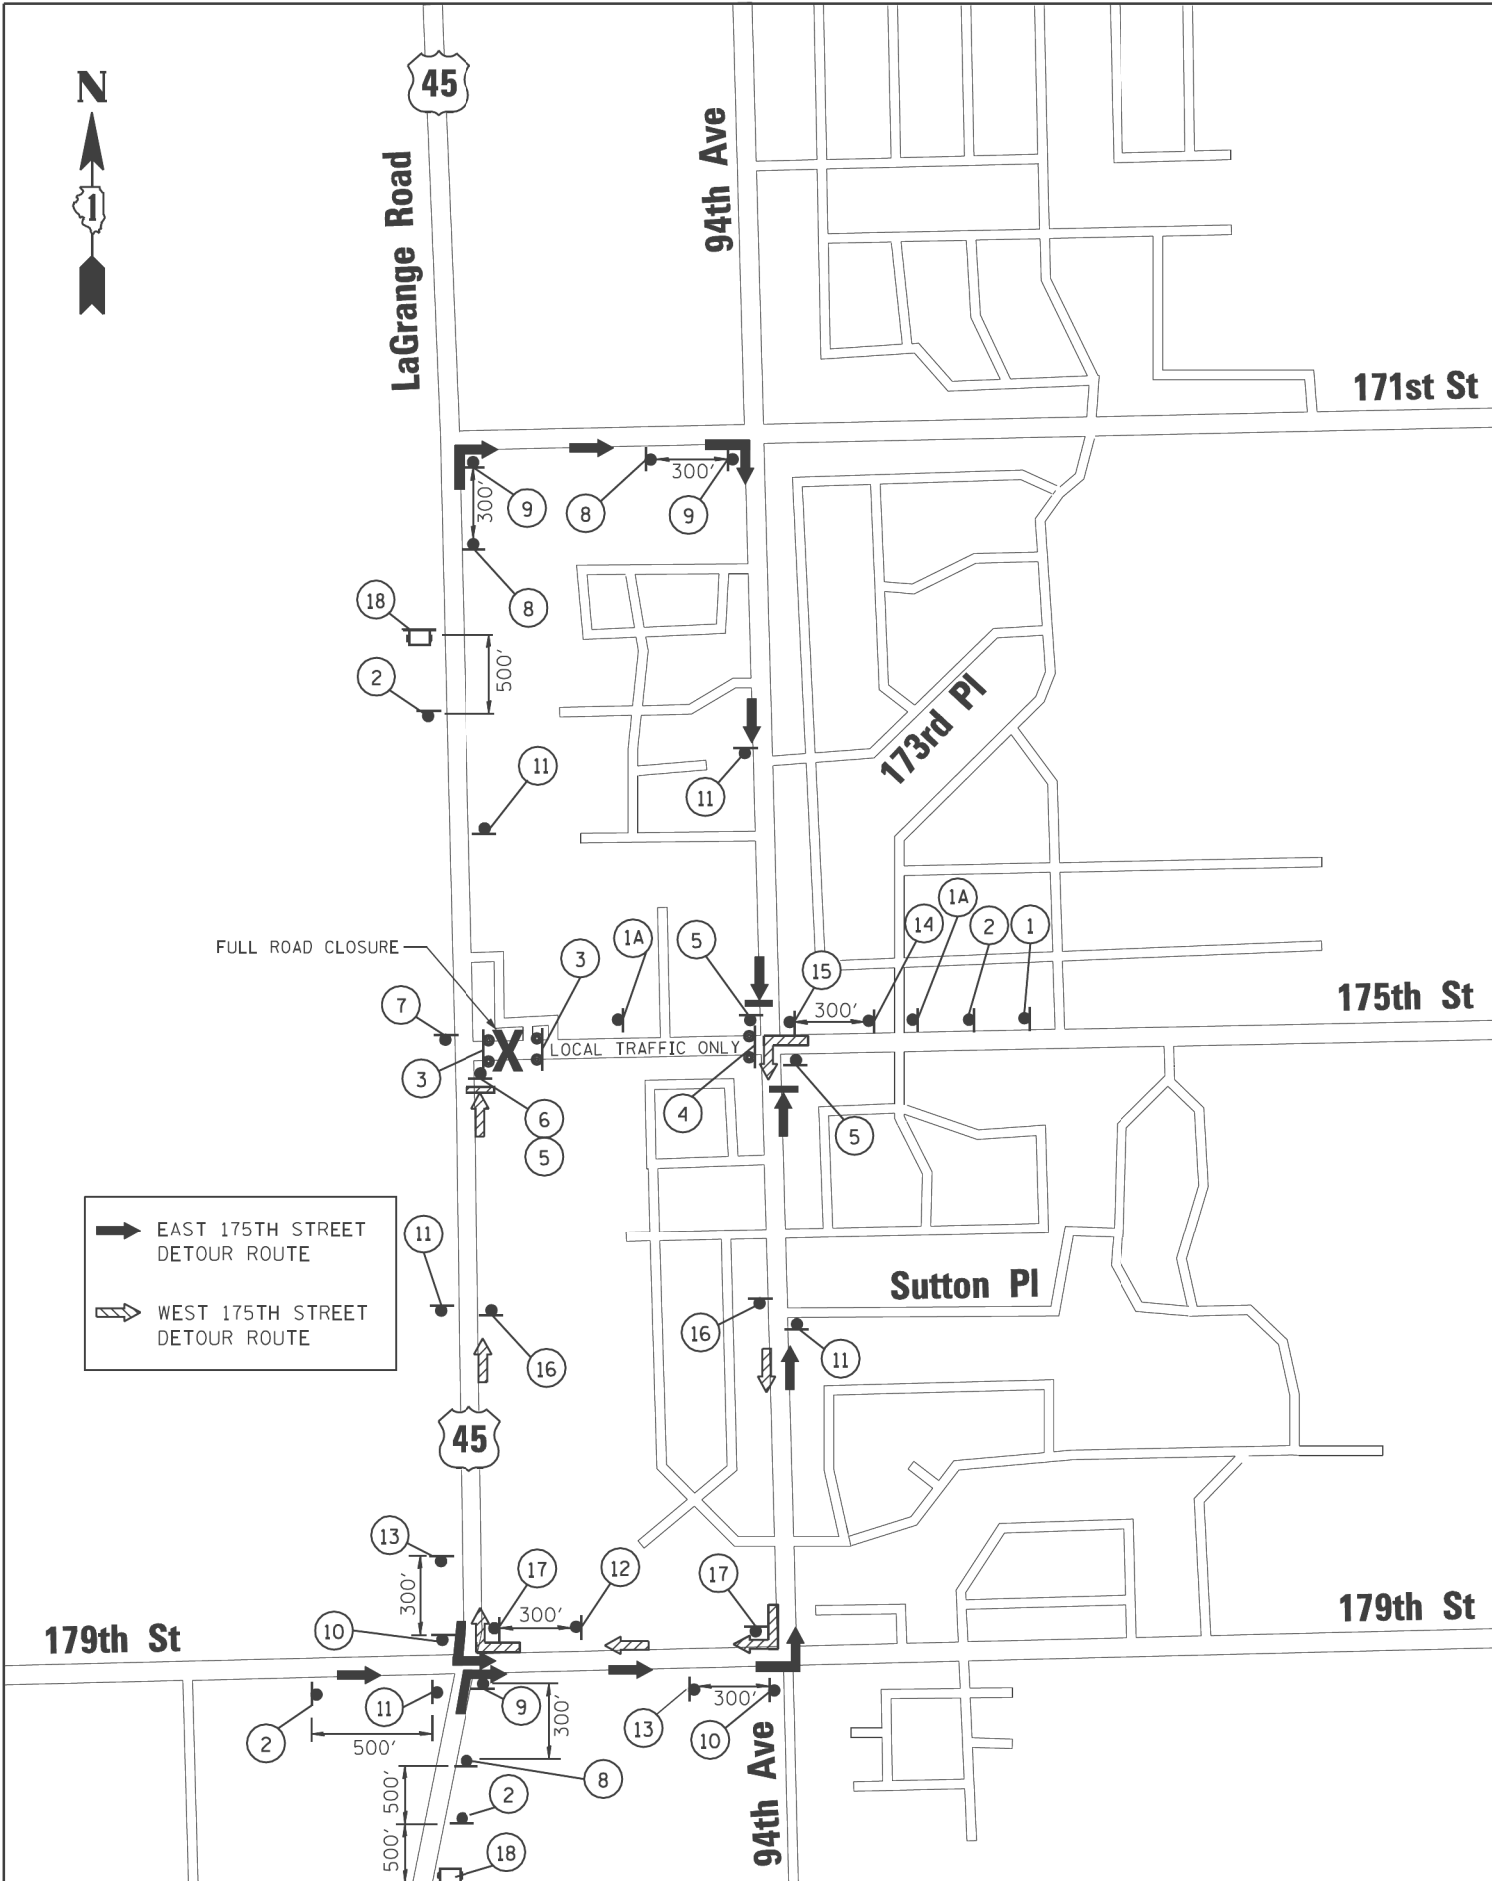 45
N
1
LaGrange Road
94th Ave
171st St
300'
300'
9
8
9
8
18
500'
2
173rd Pl
11
11
FULL ROAD CLOSURE
3
1A
5
15
300'
14
1A
2
1
175th St
7
X
LOCAL TRAFFIC ONLY
3
4
6
5
5
EAST 175TH STREET
DETOUR ROUTE
WEST 175TH STREET
DETOUR ROUTE
11
16
16
Sutton Pl
11
45
13
300'
17
300'
12
17
179th St
179th St
10
2
11
500'
9
300'
13
300'
10
94th Ave
8
500'
2
500'
18